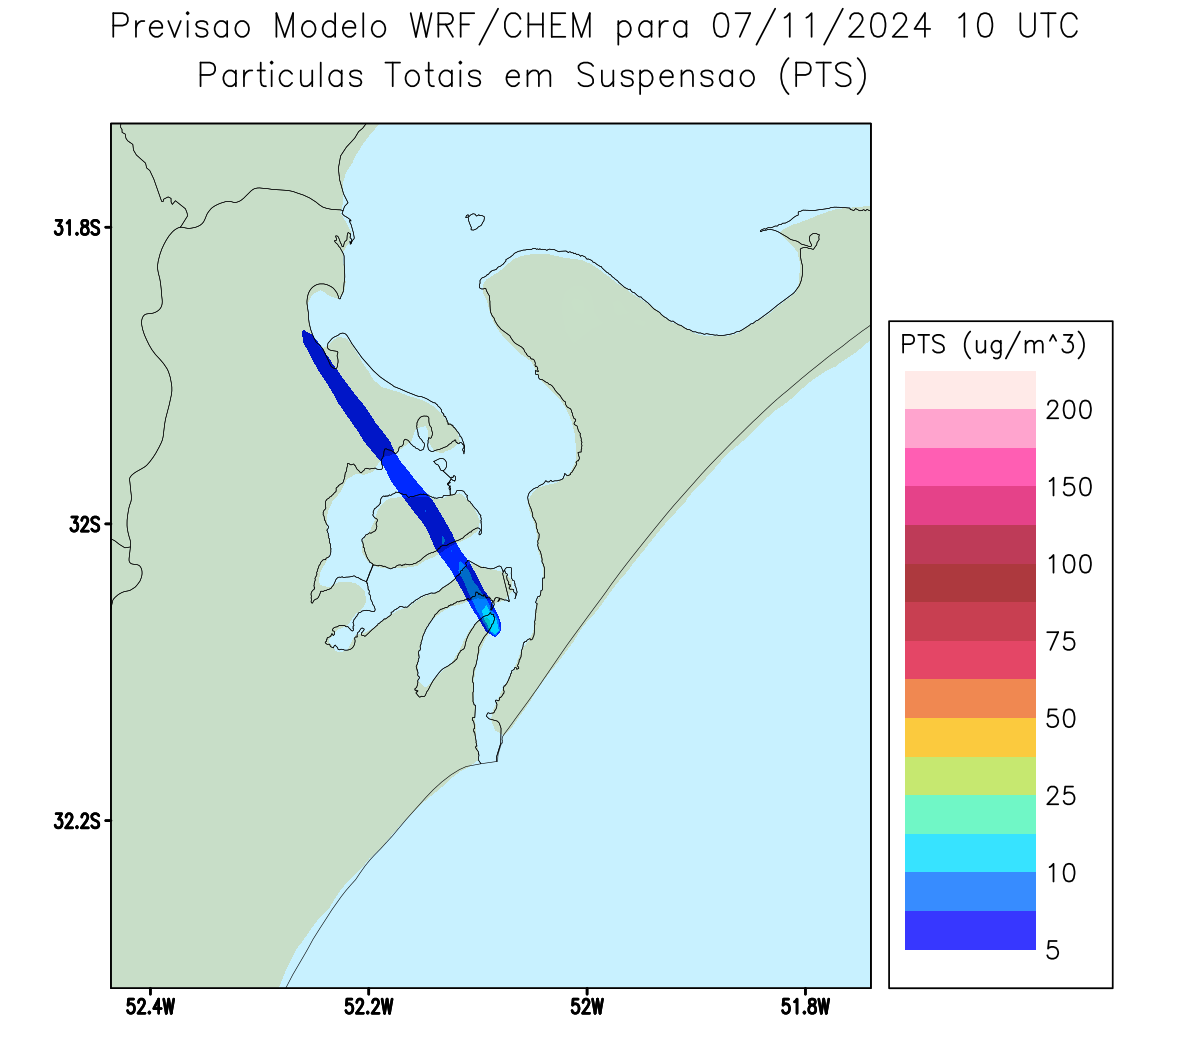 Previsao Modelo WRF/CHEM para 07/11/2024 10 UTC
Particulas Totais em Suspensao (PTS)
31.8S
32S
32.2S
52.4W
52.2W
52W
51.8W
PTS (ug/m^3)
200
150
100
75
50
25
10
5